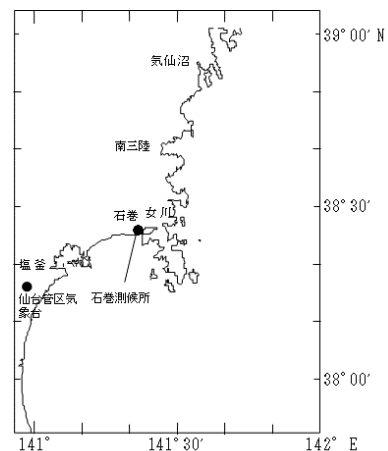 39°00' N
気仙沼
南三陸
38°30'
石巻
女川
塩釜
仙台管区気
象台
石巻測候所
38°00'
141°
141°30'
142° E